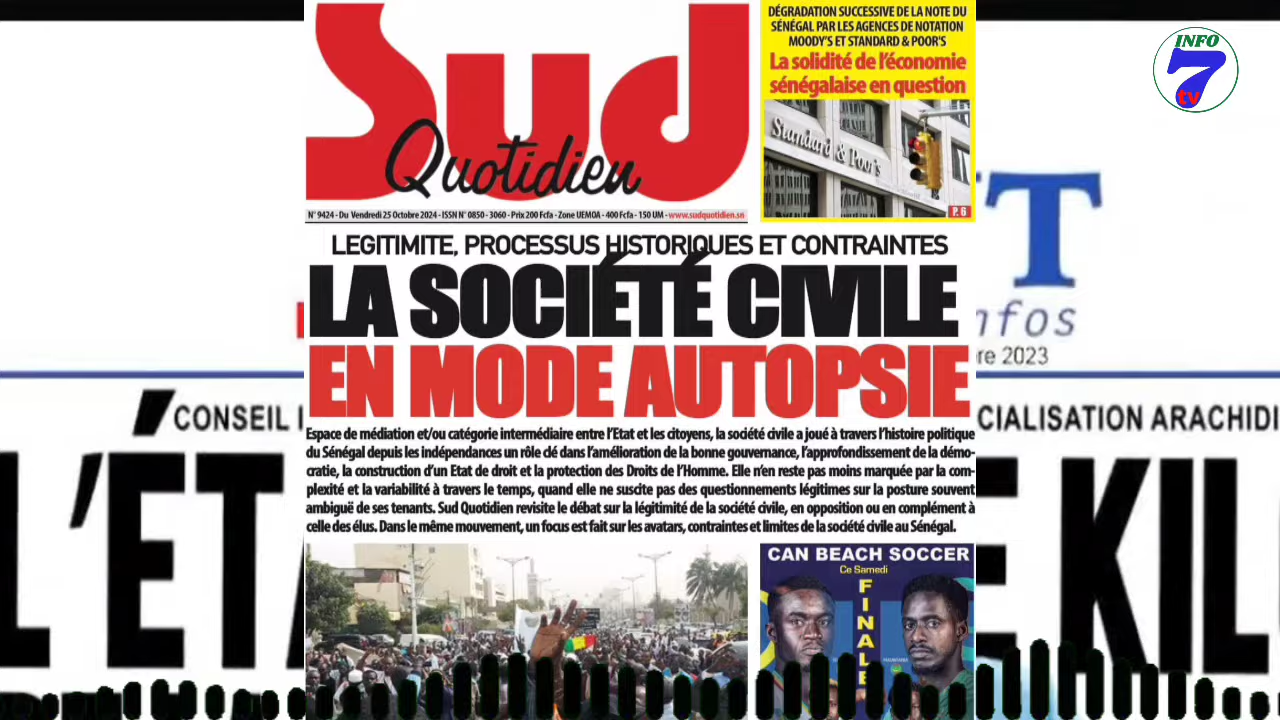 Sud
Quotidien
N° 9424 - Du Vendredi 25 Octobre 2024 - ISSN N° 0850 - 3060 - Prix 200 Fcfa - Zone UEMOA - 400 Fcfa - 150 UM - www.sudquotidien.sn
DÉGRADATION SUCCESSIVE DE LA NOTE DU
SÉNÉGAL PAR LES AGENCES DE NOTATION
MOODY'S ET STANDARD & POOR'S
La solidité de l'économie
sénégalaise en question
Standard & Poor's
P. 6
INFO
7
tv
LEGITIMITE, PROCESSUS HISTORIQUES ET CONTRAINTES
LA SOCIÉTÉ CIVILE
EN MODE AUTOPSIE
Espace de médiation et/ou catégorie intermédiaire entre l'Etat et les citoyens, la société civile a joué à travers l'histoire politique
du Sénégal depuis les indépendances un rôle clé dans l'amélioration de la bonne gouvernance, l'approfondissement de la démo-
cratie, la construction d'un Etat de droit et la protection des Droits de l'Homme. Elle n'en reste pas moins marquée par la com-
plexité et la variabilité à travers le temps, quand elle ne suscite pas des questionnements légitimes sur la posture souvent
ambiguë de ses tenants. Sud Quotidien revisite le débat sur la légitimité de la société civile, en opposition ou en complément à
celle des élus. Dans le même mouvement, un focus est fait sur les avatars, contraintes et limites de la société civile au Sénégal.
CAN BEACH SOCCER
Ce Samedi
FINALE
T
nfos
re 2023
CONSEIL I
CIALISATION ARACHIDI
L'ÉTA
E KIL